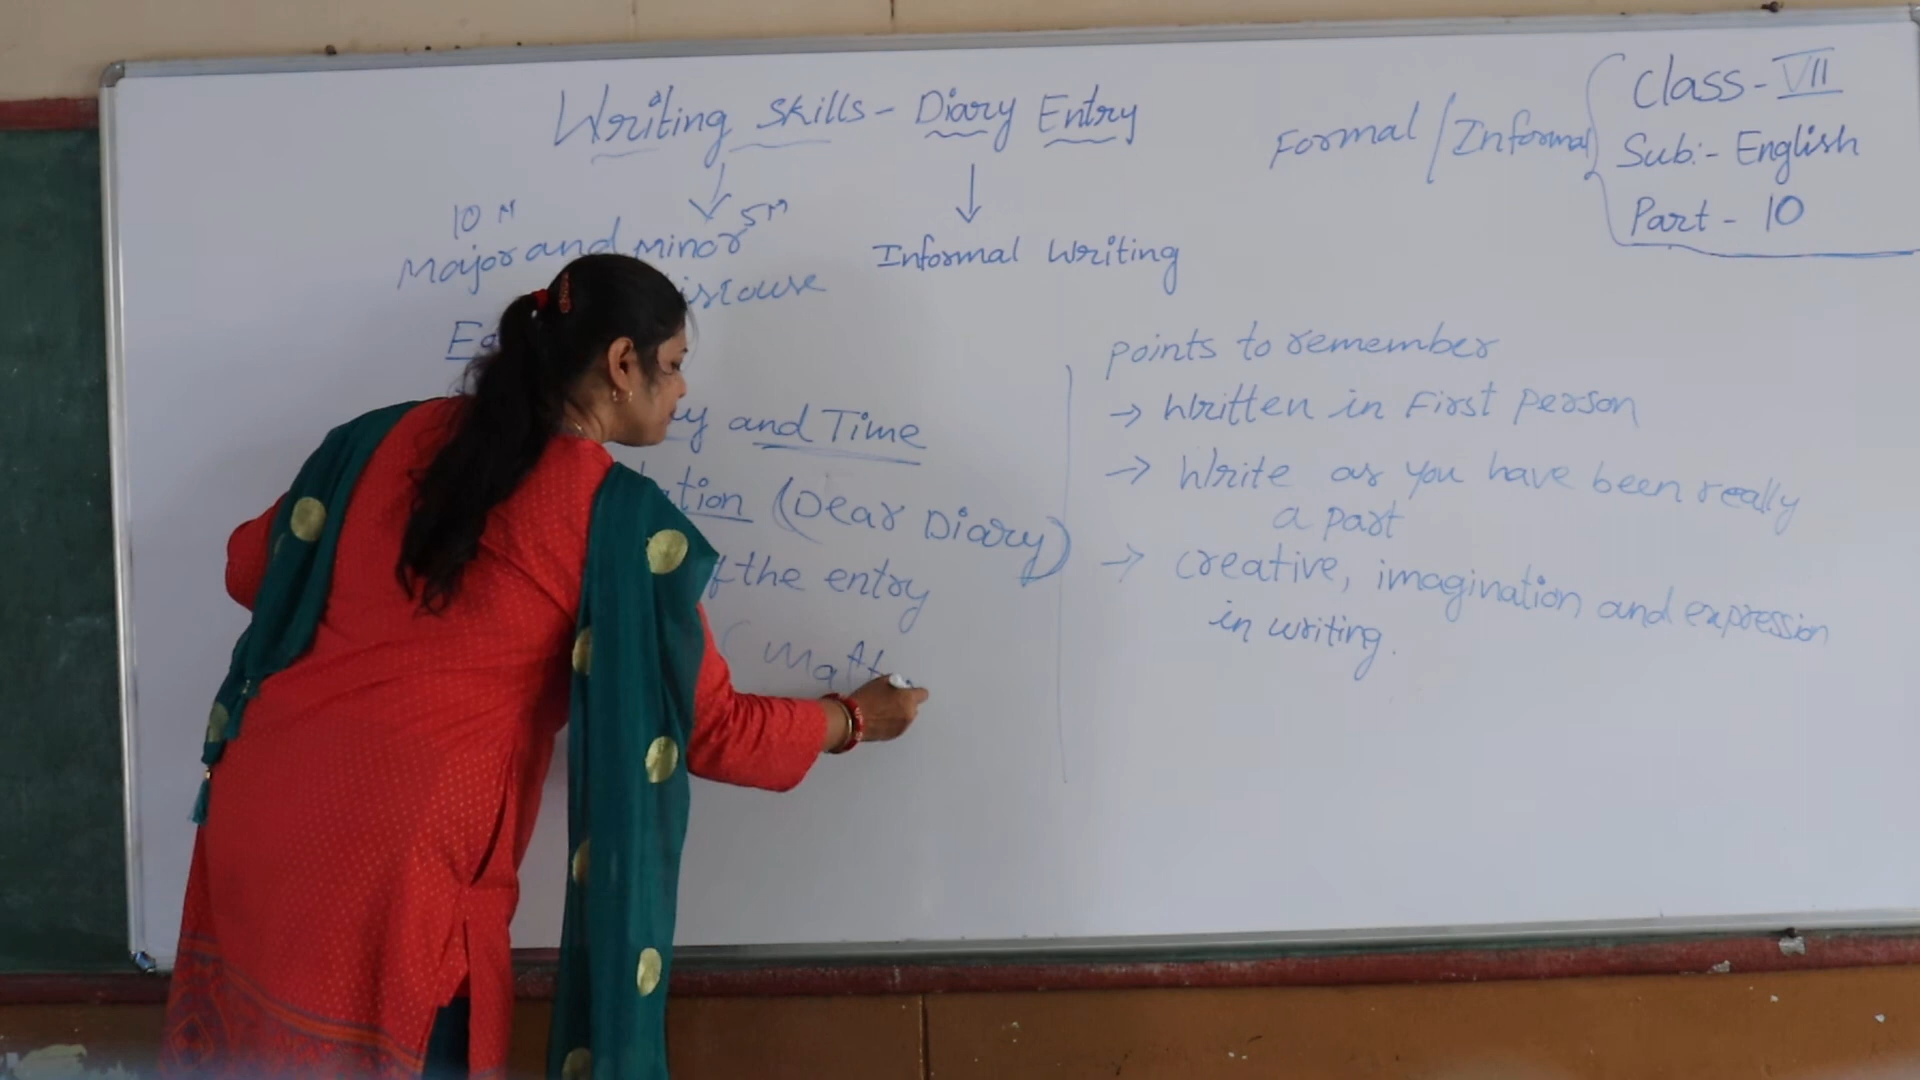 Writing skills - Diary Entry
Formal / Informal
Class - VII
Sub:- English
Part - 10
10 M
5M
Major and minor
Informal Writing
and Time
(Dear Diary)
the entry
points to remember
→ Written in First person
→ Write as you have been really
a part
→ creative, imagination and expression
in writing.